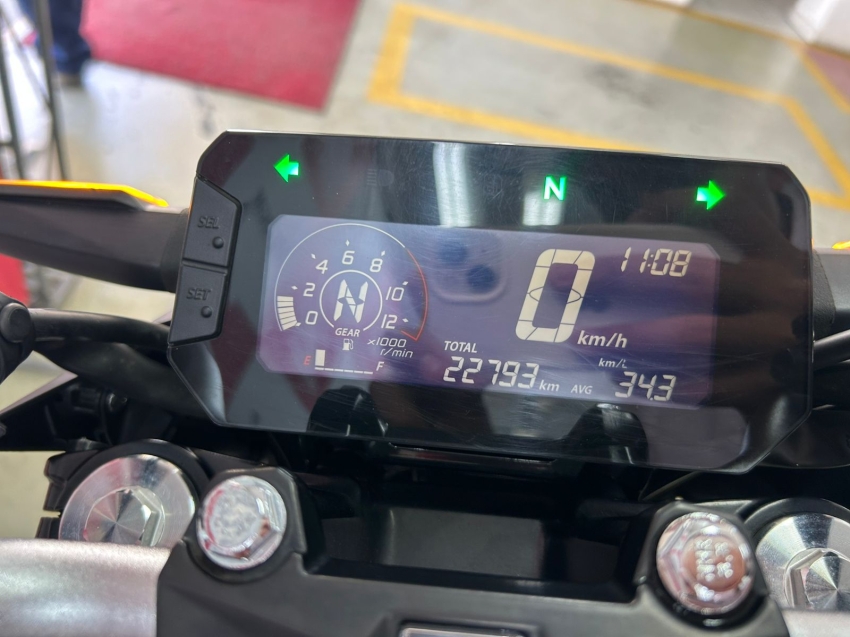 N
SEL
SET
0 2 4 6 8 10 12
N
GEAR
x1000
r/min
E F
0 km/h
11:08
TOTAL
22793 km
km/L
AVG 34.3